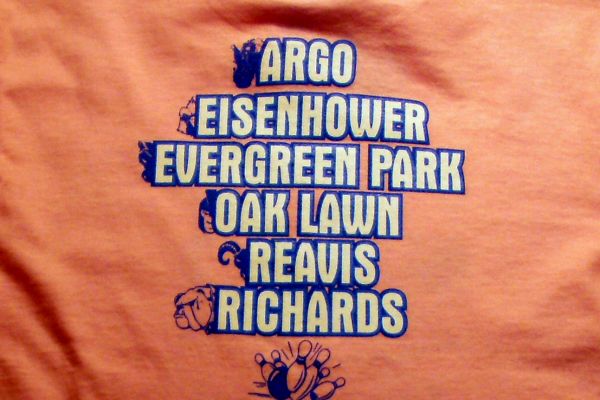 ARGO
EISENHOWER
EVERGREEN PARK
OAK LAWN
REAVIS
RICHARDS